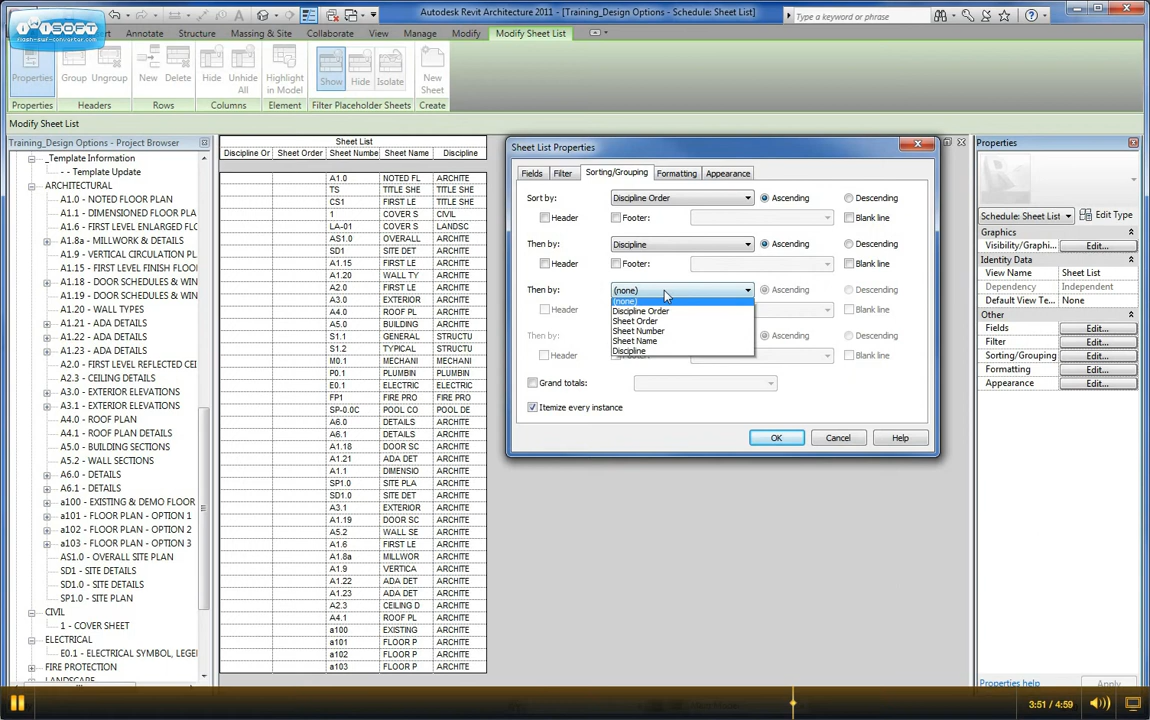 Autodesk Revit Architecture 2011 - [Training_Design Options - Schedule: Sheet List]
Type a keyword or phrase
iWiSOFT
flash-swf-converter.com
Annotate
Structure
Massing & Site
Collaborate
View
Manage
Modify
Modify Sheet List
Properties
Group
Ungroup
New
Delete
Hide
Unhide All
Highlight in Model
Show
Hide
Isolate
New Sheet
Properties
Headers
Rows
Columns
Element
Filter Placeholder Sheets
Create
Modify Sheet List
Training_Design Options - Project Browser
_Template Information
- - Template Update
ARCHITECTURAL
A1.0 - NOTED FLOOR PLAN
A1.1 - DIMENSIONED FLOOR PLAN
A1.6 - FIRST LEVEL ENLARGED FLO
A1.8a - MILLWORK & DETAILS
A1.9 - VERTICAL CIRCULATION PL
A1.15 - FIRST LEVEL FINISH FLOOR
A1.18 - DOOR SCHEDULES & WIN
A1.19 - DOOR SCHEDULES & WIN
A1.20 - WALL TYPES
A1.21 - ADA DETAILS
A1.22 - ADA DETAILS
A1.23 - ADA DETAILS
A2.0 - FIRST LEVEL REFLECTED CE
A2.3 - CEILING DETAILS
A3.0 - EXTERIOR ELEVATIONS
A3.1 - EXTERIOR ELEVATIONS
A4.0 - ROOF PLAN
A4.1 - ROOF PLAN DETAILS
A5.0 - BUILDING SECTIONS
A5.2 - WALL SECTIONS
A6.0 - DETAILS
A6.1 - DETAILS
a100 - EXISTING & DEMO FLOOR
a101 - FLOOR PLAN - OPTION 1
a102 - FLOOR PLAN - OPTION 2
a103 - FLOOR PLAN - OPTION 3
AS1.0 - OVERALL SITE PLAN
SD1 - SITE DETAILS
SD1.0 - SITE DETAILS
SP1.0 - SITE PLAN
CIVIL
1 - COVER SHEET
ELECTRICAL
E0.1 - ELECTRICAL SYMBOL, LEGE
FIRE PROTECTION
LANDSCAPE
Sheet List
Discipline Or Sheet Order Sheet Numbe Sheet Name Discipline
A1.0 NOTED FL ARCHITE
TS TITLE SHE ARCHITE
CS1 FIRST LE ARCHITE
1 COVER S CIVIL
LA-01 COVER S LANDSC
AS1.0 OVERALL ARCHITE
SD1 SITE DET ARCHITE
A1.15 FIRST LE ARCHITE
A1.20 WALL TY ARCHITE
A2.0 FIRST LE ARCHITE
A3.0 EXTERIOR ARCHITE
A4.0 ROOF PL ARCHITE
A5.0 BUILDING ARCHITE
S1.1 GENERAL ARCHITE
S1.2 TYPICAL ARCHITE
M0.1 MECHANI MECHANI
P0.1 PLUMBIN PLUMBIN
E0.1 ELECTRIC ELECTRIC
FP1 FIRE PRO FIRE PRO
SP-0.0C POOL CO POOL DE
A6.0 DETAILS ARCHITE
A6.1 DETAILS ARCHITE
A1.18 DOOR SC ARCHITE
A1.21 ADA DET ARCHITE
A1.1 DIMENSIO ARCHITE
SP1.0 SITE PLA ARCHITE
SD1.0 SITE DET ARCHITE
A3.1 EXTERIOR ARCHITE
A1.19 DOOR SC ARCHITE
A5.2 WALL SE ARCHITE
A1.6 FIRST LE ARCHITE
A1.8a MILLWOR ARCHITE
A1.9 VERTICA ARCHITE
A1.22 ADA DET ARCHITE
A1.23 ADA DET ARCHITE
A2.3 CEILING D ARCHITE
A4.1 ROOF PL ARCHITE
a100 EXISTING ARCHITE
a101 FLOOR P ARCHITE
a102 FLOOR P ARCHITE
a103 FLOOR P ARCHITE
Sheet List Properties
Fields Filter Sorting/Grouping Formatting Appearance
Sort by: Discipline Order Ascending Descending
Header Footer: Blank line
Then by: Discipline Ascending Descending
Header Footer: Blank line
Then by: (none) Ascending Descending
(none)
Discipline Order
Sheet Order
Sheet Number
Sheet Name
Discipline
Header Blank line
Then by: Ascending Descending
Header Blank line
Grand totals:
Itemize every instance
OK Cancel Help
Properties
Schedule: Sheet List Edit Type
Graphics
Visibility/Graphi... Edit...
Identity Data
View Name Sheet List
Dependency Independent
Default View Te... None
Other
Fields Edit...
Filter Edit...
Sorting/Grouping Edit...
Formatting Edit...
Appearance Edit...
Properties help Apply
3:51 / 4:59